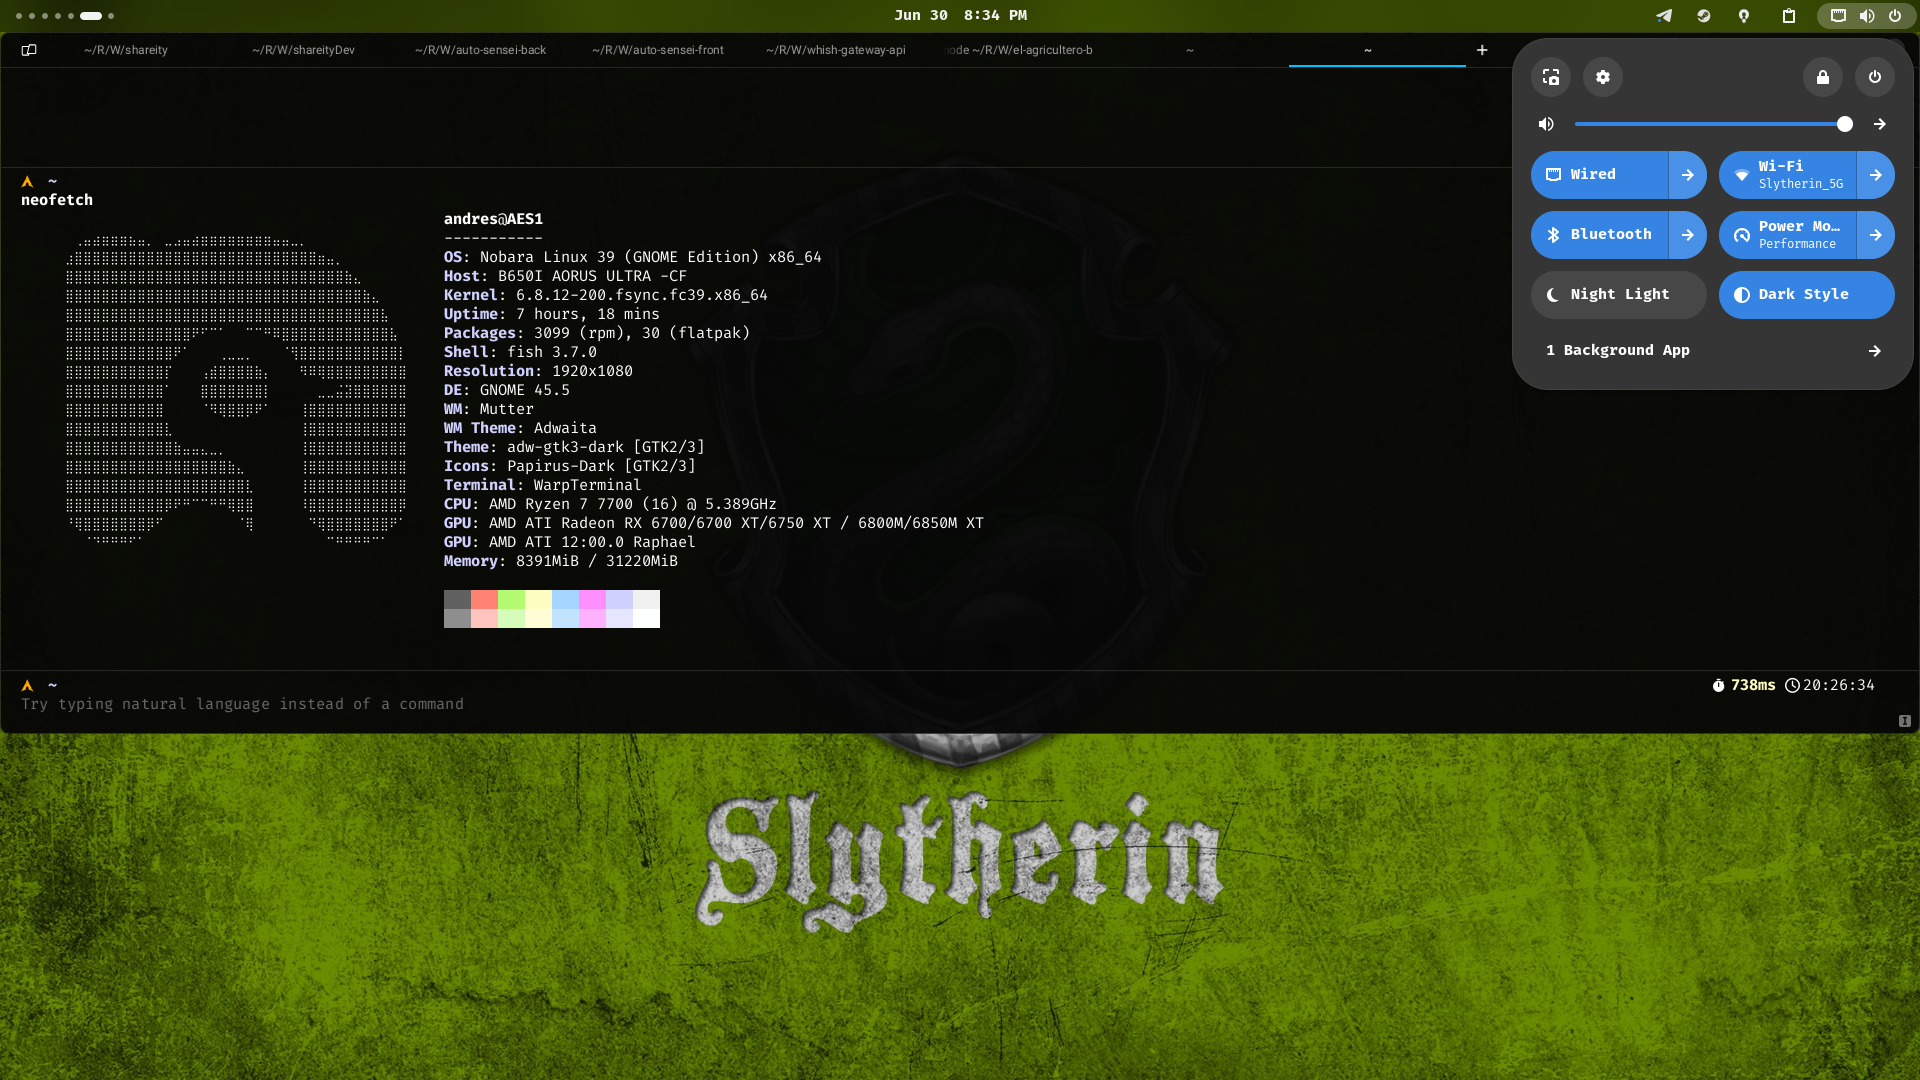 Jun 30 8:34 PM
~/R/W/shareity
~/R/W/shareityDev
~/R/W/auto-sensei-back
~/R/W/auto-sensei-front
~/R/W/whish-gateway-api
node ~/R/W/el-agricultero-b
~
~
+
~
neofetch
andres@AES1
-----------
OS: Nobara Linux 39 (GNOME Edition) x86_64
Host: B650I AORUS ULTRA -CF
Kernel: 6.8.12-200.fsync.fc39.x86_64
Uptime: 7 hours, 18 mins
Packages: 3099 (rpm), 30 (flatpak)
Shell: fish 3.7.0
Resolution: 1920x1080
DE: GNOME 45.5
WM: Mutter
WM Theme: Adwaita
Theme: adw-gtk3-dark [GTK2/3]
Icons: Papirus-Dark [GTK2/3]
Terminal: WarpTerminal
CPU: AMD Ryzen 7 7700 (16) @ 5.389GHz
GPU: AMD ATI Radeon RX 6700/6700 XT/6750 XT / 6800M/6850M XT
GPU: AMD ATI 12:00.0 Raphael
Memory: 8391MiB / 31220MiB
~
738ms 20:26:34
Try typing natural language instead of a command
Wired
Wi-Fi
Slytherin_5G
Bluetooth
Power Mo…
Performance
Night Light
Dark Style
1 Background App
Slytherin